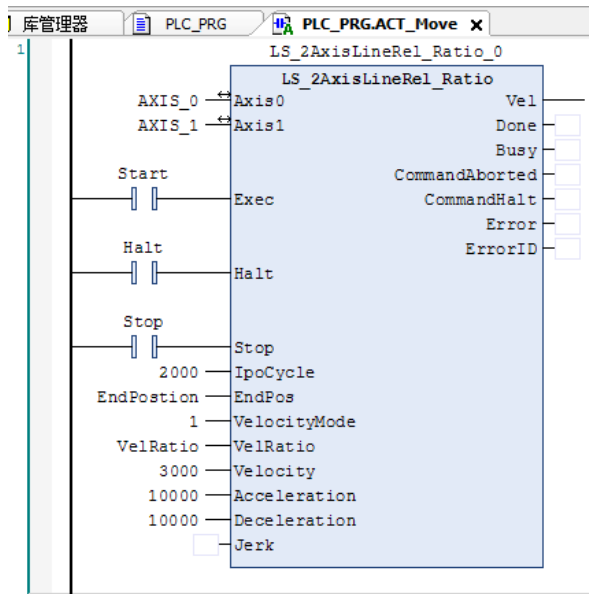 库管理器 PLC_PRG PLC_PRG.ACT_Move x
1
LS_2AxisLineRel_Ratio_0
LS_2AxisLineRel_Ratio
AXIS_0 Axis0 Vel
AXIS_1 Axis1 Done
Busy
Start CommandAborted
Exec CommandHalt
Error
Halt ErrorID
Halt
Stop
Stop
2000 IpoCycle
EndPostion EndPos
1 VelocityMode
VelRatio VelRatio
3000 Velocity
10000 Acceleration
10000 Deceleration
Jerk